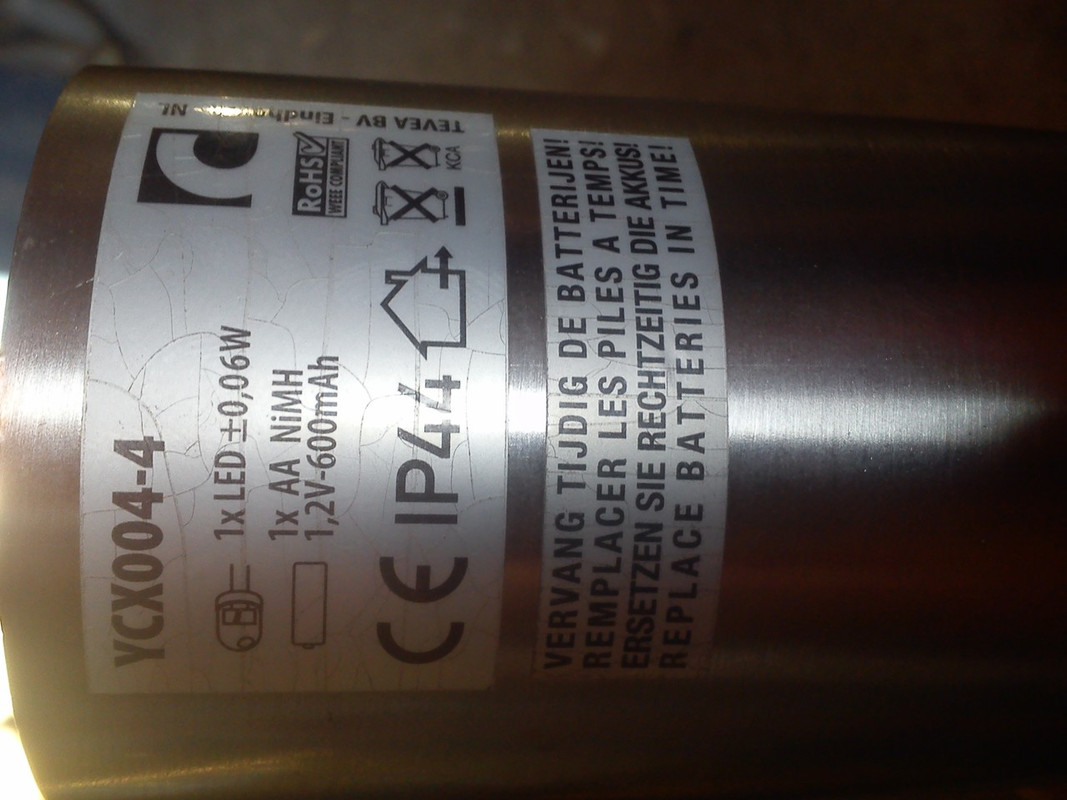 YCX004-4
1x LED±0,06W
1x AA NiMH
1,2V-600mAh
CE IP44
RoHS
WEEE COMPLIANT
KCA
TEVEA BV - NL
VERVANG TIJDIG DE BATTERIJEN!
REMPLACER LES PILES A TEMPS!
ERSETZEN SIE RECHTZEITIG DIE AKKUS!
REPLACE BATTERIES IN TIME!